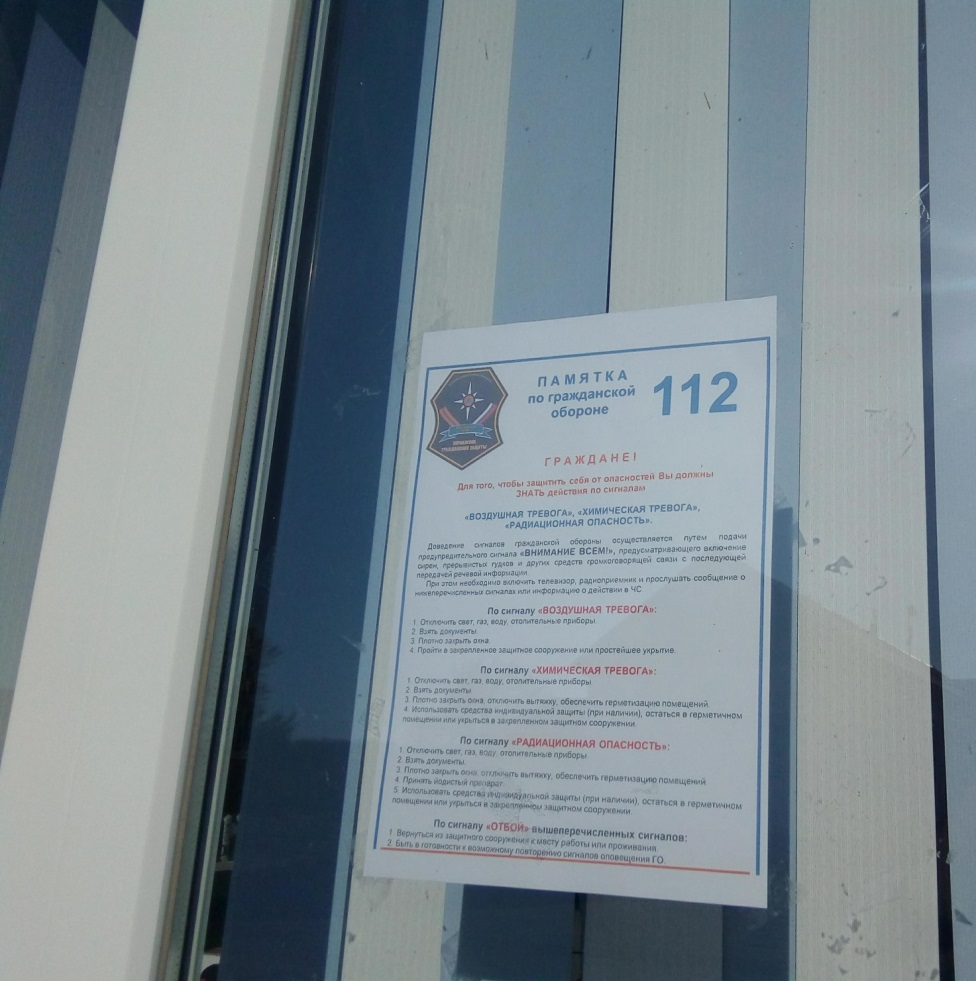 ПАМЯТКА
по гражданской
обороне
112
УПРАВЛЕНИЕ
ГРАЖДАНСКОЙ ЗАЩИТЫ
ГРАЖДАНЕ!
Для того, чтобы защитить себя от опасностей Вы должны
ЗНАТЬ действия по сигналам
«ВОЗДУШНАЯ ТРЕВОГА», «ХИМИЧЕСКАЯ ТРЕВОГА»,
«РАДИАЦИОННАЯ ОПАСНОСТЬ».
Доведение сигналов гражданской обороны осуществляется путем подачи
предупредительного сигнала «ВНИМАНИЕ ВСЕМ!», предусматривающего включение
сирен, прерывистых гудков и других средств громкоговорящей связи с последующей
передачей речевой информации.
При этом необходимо включить телевизор, радиоприемник и прослушать сообщение о
нижеперечисленных сигналах или информацию о действии в ЧС
По сигналу «ВОЗДУШНАЯ ТРЕВОГА»:
1. Отключить свет, газ, воду, отопительные приборы.
2. Взять документы.
3. Плотно закрыть окна.
4. Пройти в закрепленное защитное сооружение или простейшее укрытие.
По сигналу «ХИМИЧЕСКАЯ ТРЕВОГА»:
1. Отключить свет, газ, воду, отопительные приборы
2. Взять документы
3. Плотно закрыть окна, отключить вытяжку, обеспечить герметизацию помещений.
4. Использовать средства индивидуальной защиты (при наличии), остаться в герметичном
помещении или укрыться в закрепленном защитном сооружении.
По сигналу «РАДИАЦИОННАЯ ОПАСНОСТЬ»:
1. Отключить свет, газ, воду, отопительные приборы
2. Взять документы.
3. Плотно закрыть окна, отключить вытяжку, обеспечить герметизацию помещений.
4. Принять йодистый препарат.
5. Использовать средства индивидуальной защиты (при наличии), остаться в герметичном
помещении или укрыться в закрепленном защитном сооружении.
По сигналу «ОТБОЙ» вышеперечисленных сигналов:
1. Вернуться из защитного сооружения к месту работы или проживания.
2. Быть в готовности к возможному повторению сигналов оповещения ГО.